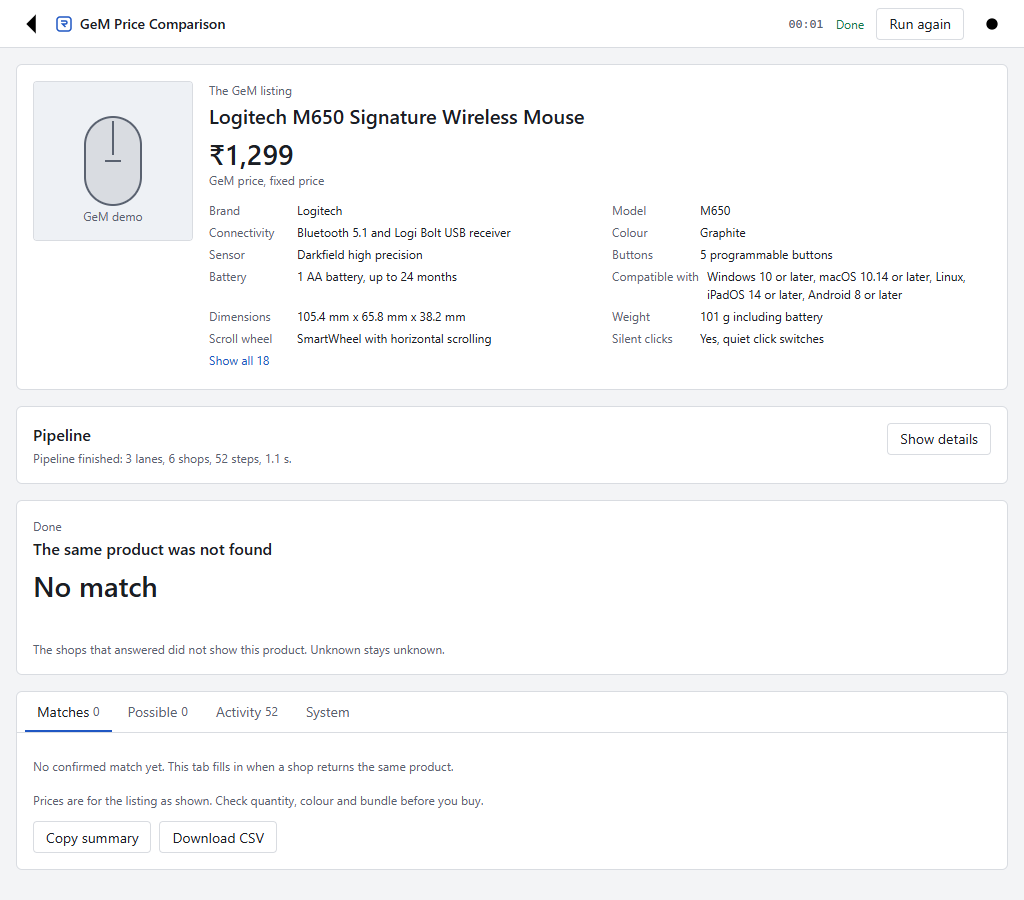 GeM Price Comparison
00:01 Done Run again
GeM demo
The GeM listing
Logitech M650 Signature Wireless Mouse
₹1,299
GeM price, fixed price
Brand Logitech Model M650
Connectivity Bluetooth 5.1 and Logi Bolt USB receiver Colour Graphite
Sensor Darkfield high precision Buttons 5 programmable buttons
Battery 1 AA battery, up to 24 months Compatible with Windows 10 or later, macOS 10.14 or later, Linux,
iPadOS 14 or later, Android 8 or later
Dimensions 105.4 mm x 65.8 mm x 38.2 mm Weight 101 g including battery
Scroll wheel SmartWheel with horizontal scrolling Silent clicks Yes, quiet click switches
Show all 18
Pipeline
Pipeline finished: 3 lanes, 6 shops, 52 steps, 1.1 s.
Show details
Done
The same product was not found
No match
The shops that answered did not show this product. Unknown stays unknown.
Matches 0 Possible 0 Activity 52 System
No confirmed match yet. This tab fills in when a shop returns the same product.
Prices are for the listing as shown. Check quantity, colour and bundle before you buy.
Copy summary Download CSV